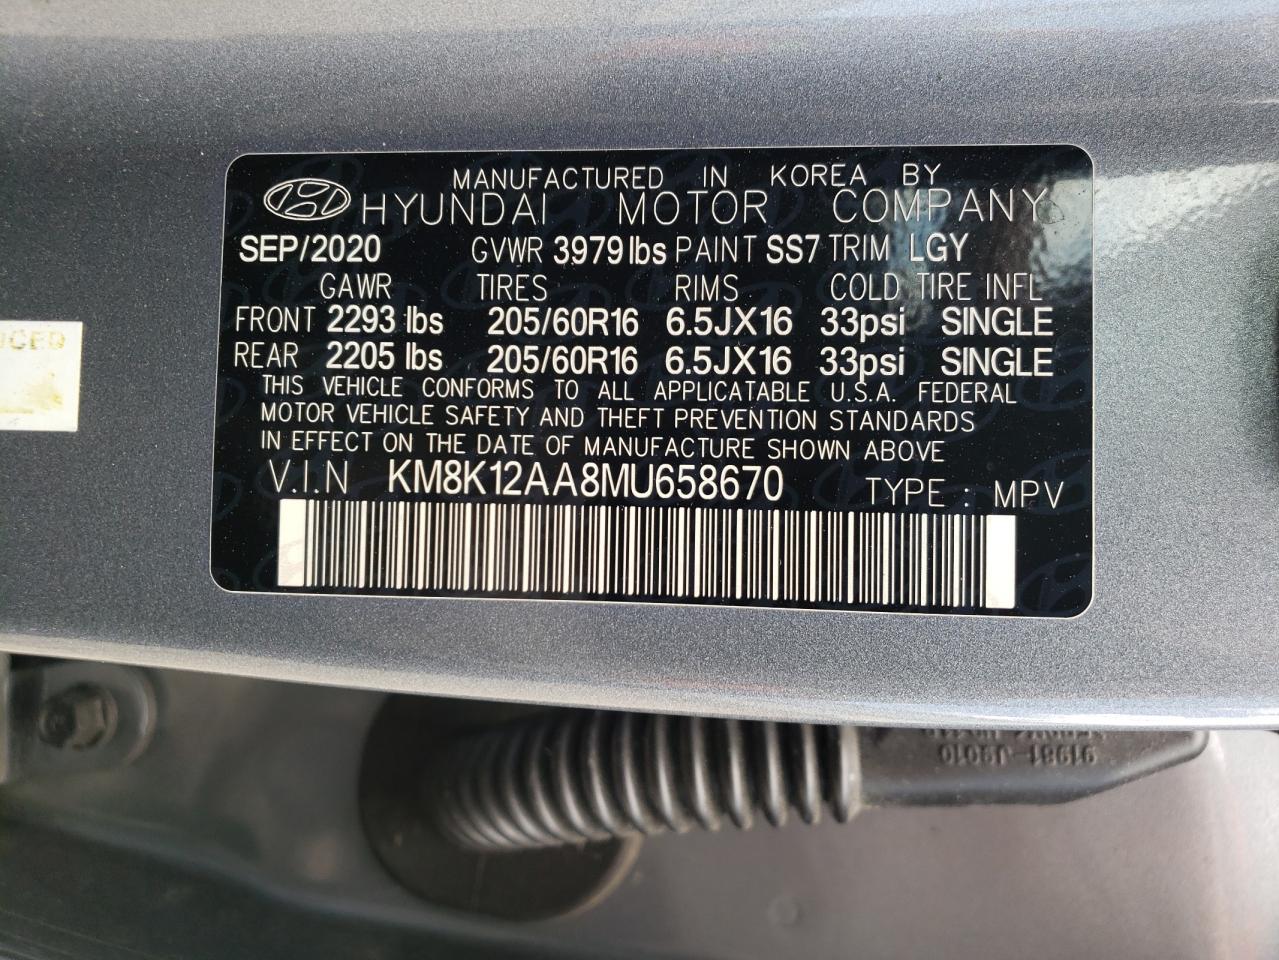 MANUFACTURED IN KOREA BY
HYUNDAI MOTOR COMPANY
SEP/2020 GVWR 3979 lbs PAINT SS7 TRIM LGY
GAWR TIRES RIMS COLD TIRE INFL
FRONT 2293 lbs 205/60R16 6.5JX16 33psi SINGLE
REAR 2205 lbs 205/60R16 6.5JX16 33psi SINGLE
THIS VEHICLE CONFORMS TO ALL APPLICATABLE U.S.A. FEDERAL
MOTOR VEHICLE SAFETY AND THEFT PREVENTION STANDARDS
IN EFFECT ON THE DATE OF MANUFACTURE SHOWN ABOVE
V.I.N KM8K12AA8MU658670 TYPE : MPV
91981-J9010